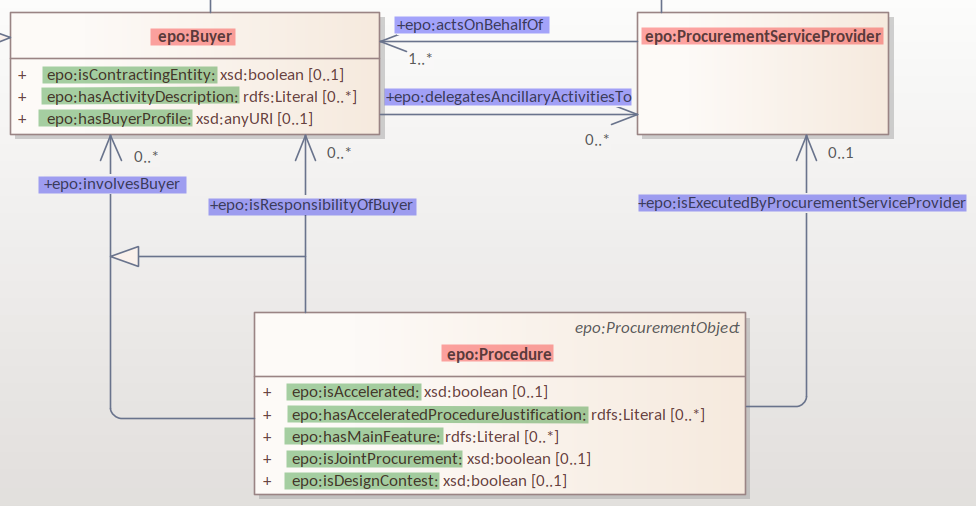 epo:Buyer
+ epo:isContractingEntity: xsd:boolean [0..1]
+ epo:hasActivityDescription: rdfs:Literal [0..*]
+ epo:hasBuyerProfile: xsd:anyURI [0..1]
+epo:actsOnBehalfOf
1..*
+epo:delegatesAncillaryActivitiesTo
0..*
epo:ProcurementServiceProvider
0..*
+epo:involvesBuyer
0..*
+epo:isResponsibilityOfBuyer
0..1
+epo:isExecutedByProcurementServiceProvider
epo:ProcurementObject
epo:Procedure
+ epo:isAccelerated: xsd:boolean [0..1]
+ epo:hasAcceleratedProcedureJustification: rdfs:Literal [0..*]
+ epo:hasMainFeature: rdfs:Literal [0..*]
+ epo:isJointProcurement: xsd:boolean [0..1]
+ epo:isDesignContest: xsd:boolean [0..1]